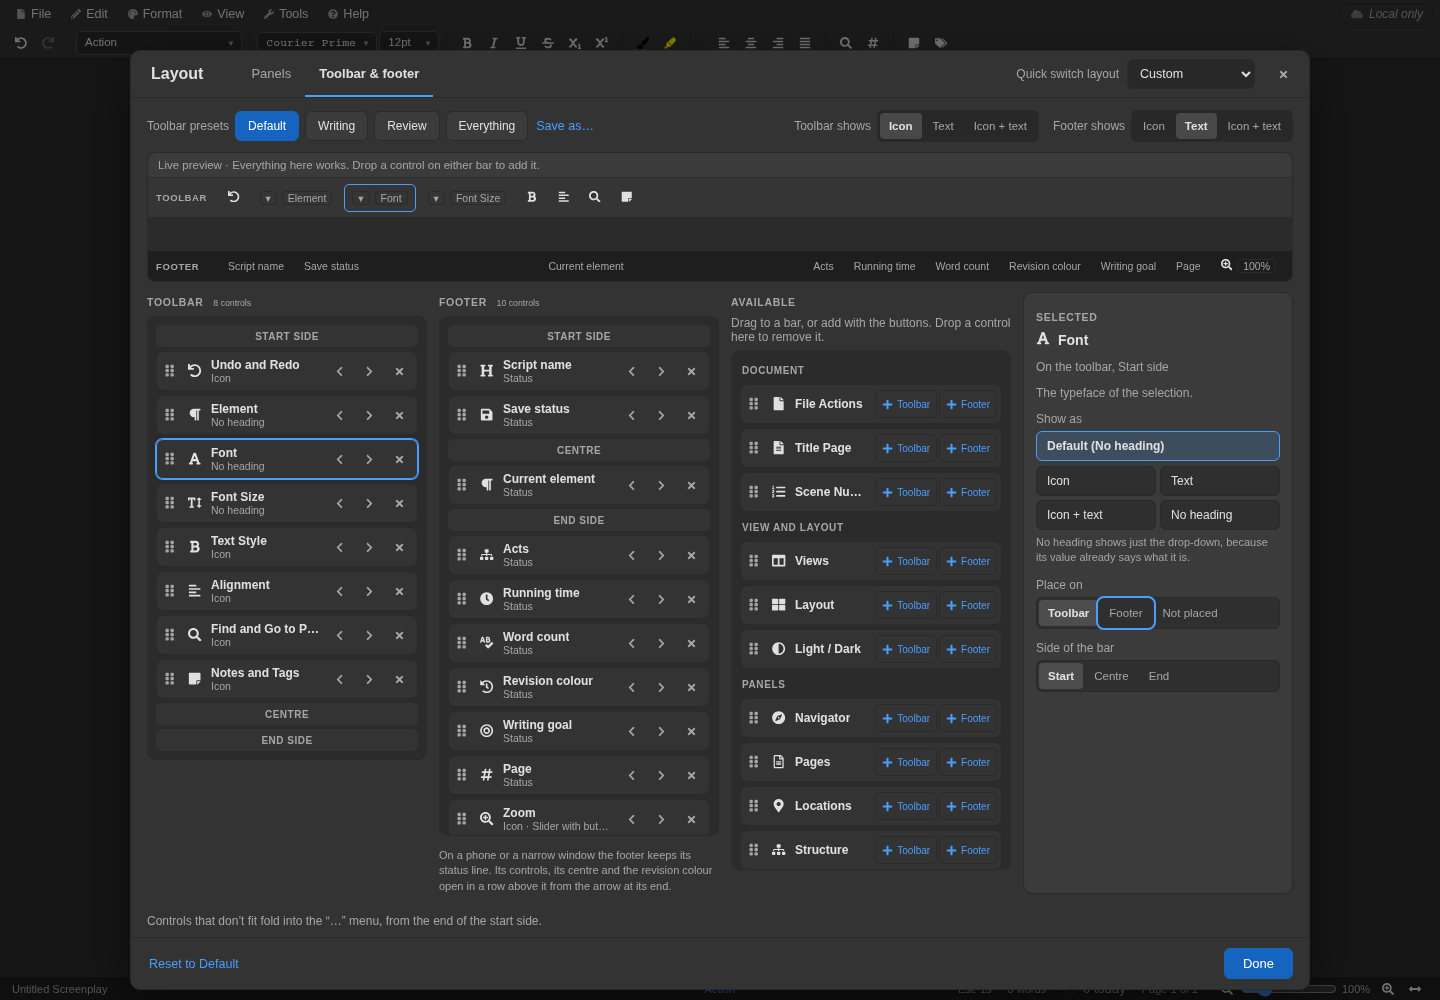 File Edit Format View Tools Help Local only
Action Courier Prime 12pt
Layout Panels Toolbar & footer Quick switch layout Custom
Toolbar presets Default Writing Review Everything Save as… Toolbar shows Icon Text Icon + text Footer shows Icon Text Icon + text
Live preview · Everything here works. Drop a control on either bar to add it.
TOOLBAR Element Font Font Size
FOOTER Script name Save status Current element Acts Running time Word count Revision colour Writing goal Page 100%
TOOLBAR 8 controls
START SIDE
Undo and Redo
Icon
Element
No heading
Font
No heading
Font Size
No heading
Text Style
Icon
Alignment
Icon
Find and Go to P…
Icon
Notes and Tags
Icon
CENTRE
END SIDE
FOOTER 10 controls
START SIDE
Script name
Status
Save status
Status
CENTRE
Current element
Status
END SIDE
Acts
Status
Running time
Status
Word count
Status
Revision colour
Status
Writing goal
Status
Page
Status
Zoom
Icon · Slider with but…
On a phone or a narrow window the footer keeps its
status line. Its controls, its centre and the revision colour
open in a row above it from the arrow at its end.
AVAILABLE
Drag to a bar, or add with the buttons. Drop a control
here to remove it.
DOCUMENT
File Actions Toolbar Footer
Title Page Toolbar Footer
Scene Nu… Toolbar Footer
VIEW AND LAYOUT
Views Toolbar Footer
Layout Toolbar Footer
Light / Dark Toolbar Footer
PANELS
Navigator Toolbar Footer
Pages Toolbar Footer
Locations Toolbar Footer
Structure Toolbar Footer
SELECTED
Font
On the toolbar, Start side
The typeface of the selection.
Show as
Default (No heading)
Icon Text
Icon + text No heading
No heading shows just the drop-down, because
its value already says what it is.
Place on
Toolbar Footer Not placed
Side of the bar
Start Centre End
Controls that don't fit fold into the “…” menu, from the end of the start side.
Reset to Default Done
Untitled Screenplay 100%